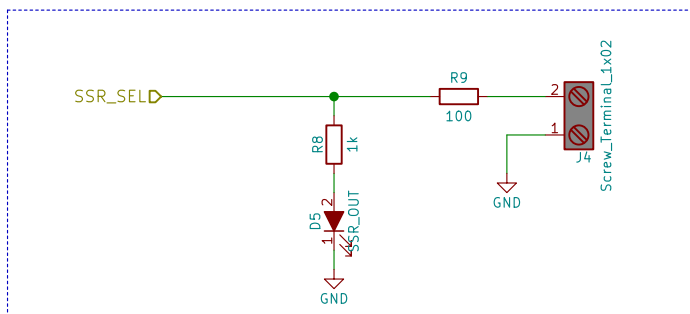 SSR_SEL
R9
100
2
1
J4
Screw_Terminal_1x02
GND
R8
1k
D5
2
1
SSR_OUT
GND